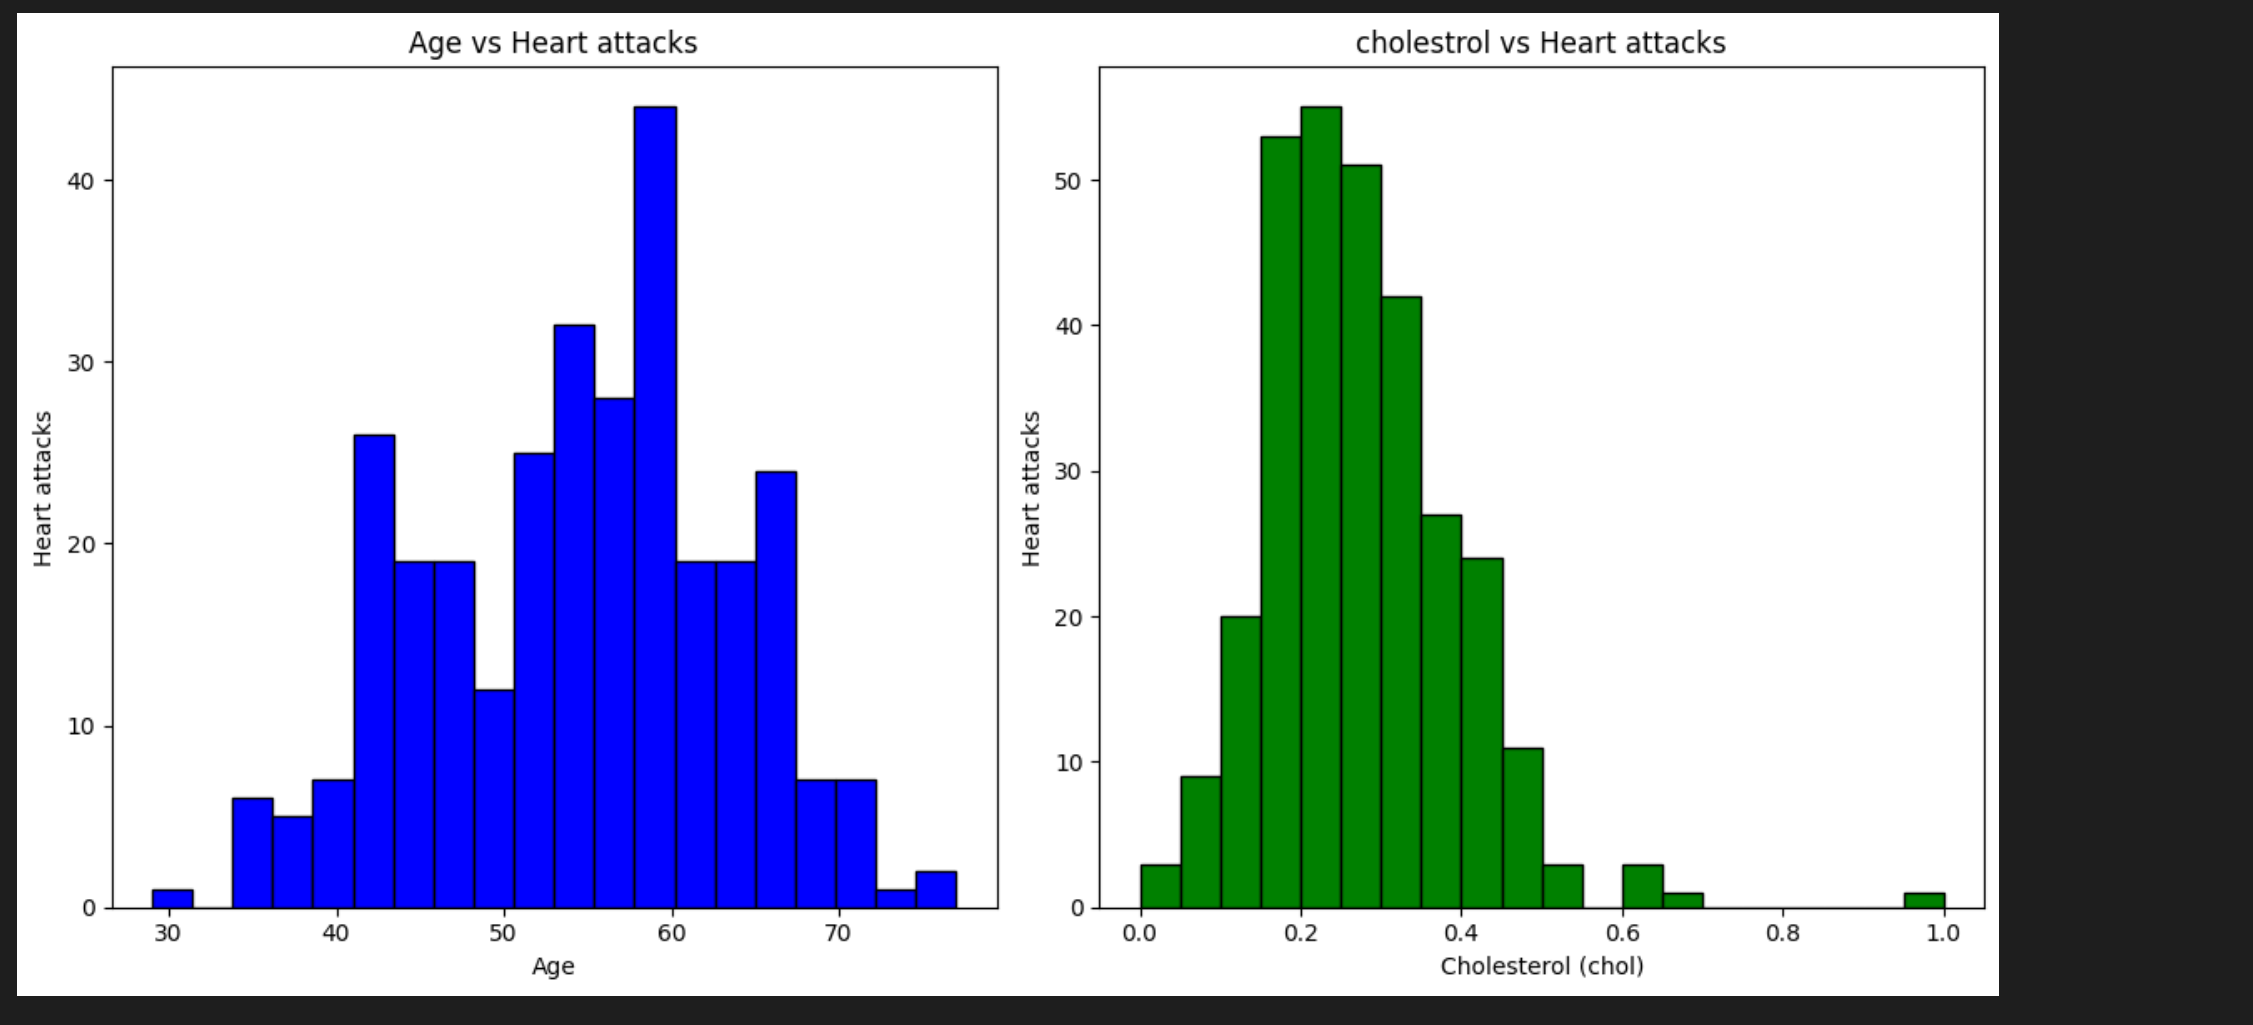 Age vs Heart attacks
Heart attacks
40
30
20
10
0
30 40 50 60 70
Age
cholestrol vs Heart attacks
Heart attacks
50
40
30
20
10
0
0.0 0.2 0.4 0.6 0.8 1.0
Cholesterol (chol)